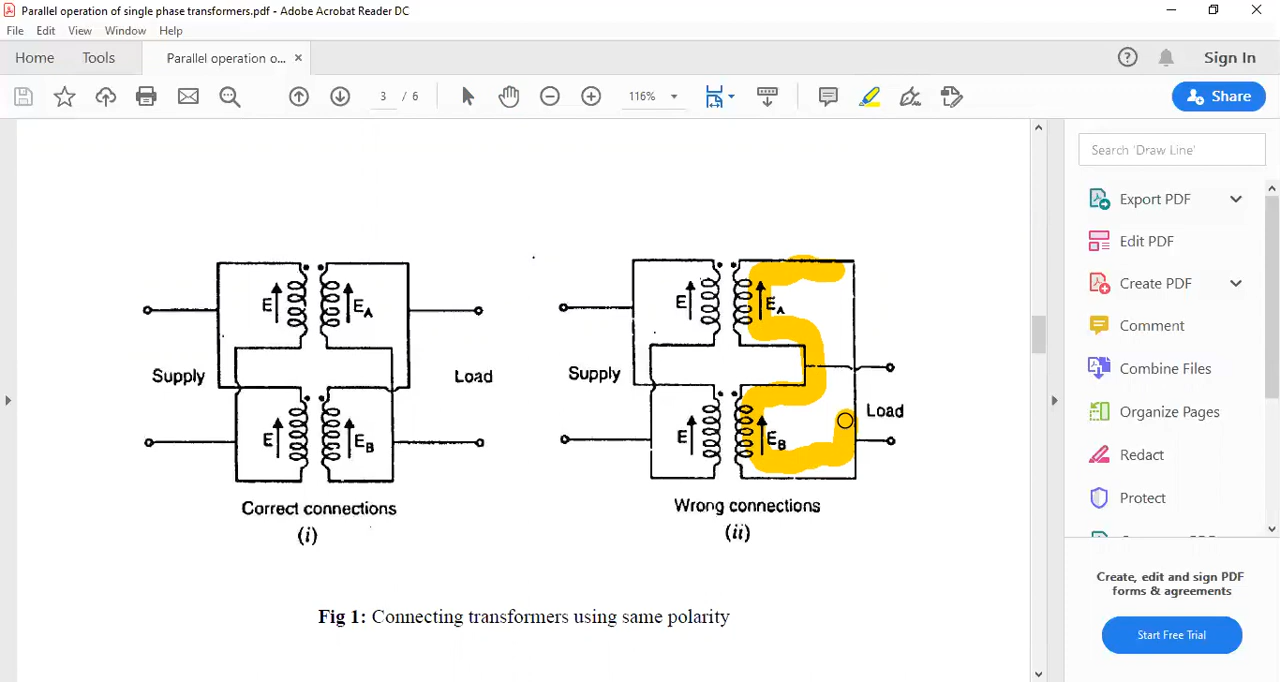 Parallel operation of single phase transformers.pdf - Adobe Acrobat Reader DC
File Edit View Window Help
Home Tools Parallel operation o... × Sign In
3 / 6 116% Share
Search 'Draw Line'
Export PDF
Edit PDF
Create PDF
Comment
Combine Files
Organize Pages
Redact
Protect
E EA
Supply Load
E EB
Correct connections
(i)
E EA
Supply Load
E EB
Wrong connections
(ii)
Fig 1: Connecting transformers using same polarity
Create, edit and sign PDF
forms & agreements
Start Free Trial